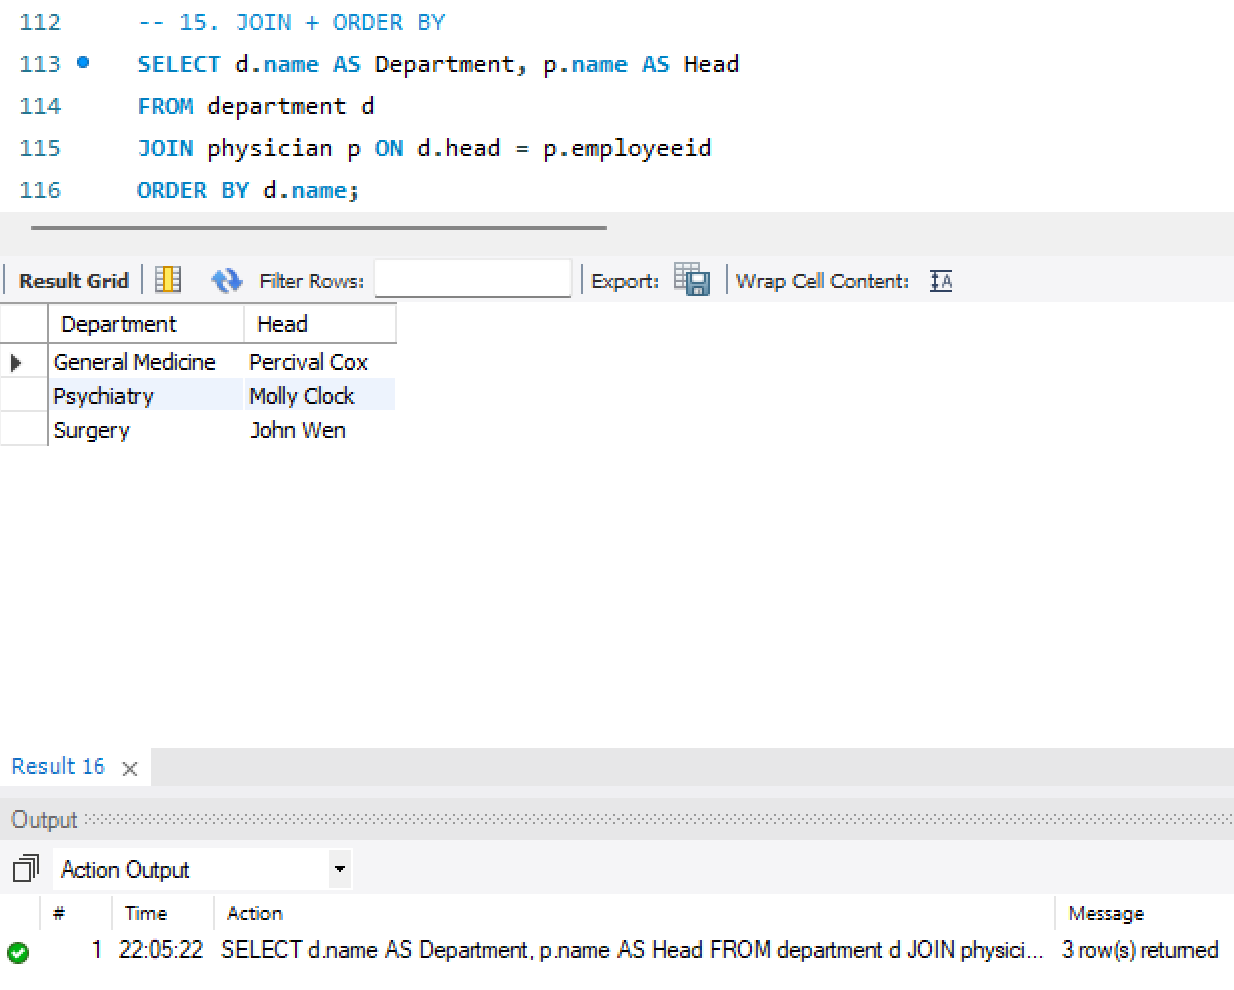 112 -- 15. JOIN + ORDER BY
113 SELECT d.name AS Department, p.name AS Head
114 FROM department d
115 JOIN physician p ON d.head = p.employeeid
116 ORDER BY d.name;
Result Grid Filter Rows: Export: Wrap Cell Content: A
Department Head
General Medicine Percival Cox
Psychiatry Molly Clock
Surgery John Wen
Result 16
Output
Action Output
# Time Action Message
1 22:05:22 SELECT d.name AS Department, p.name AS Head FROM department d JOIN physici... 3 row(s) returned